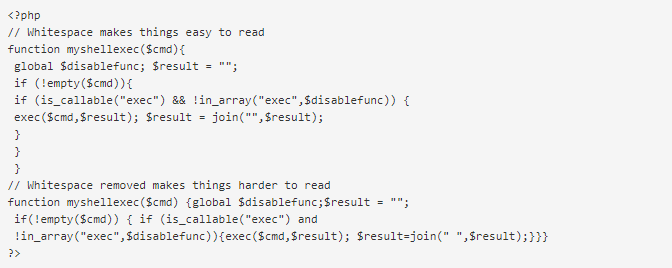 <?php
// Whitespace makes things easy to read
function myshellexec($cmd){
global $disablefunc; $result = "";
if (!empty($cmd)){
if (is_callable("exec") && !in_array("exec",$disablefunc)) {
exec($cmd,$result); $result = join("",$result);
}
}
}
// Whitespace removed makes things harder to read
function myshellexec($cmd) {global $disablefunc;$result = "";
if(!empty($cmd)) { if (is_callable("exec") and
!in_array("exec",$disablefunc)){exec($cmd,$result); $result=join(" ",$result);}}}
?>